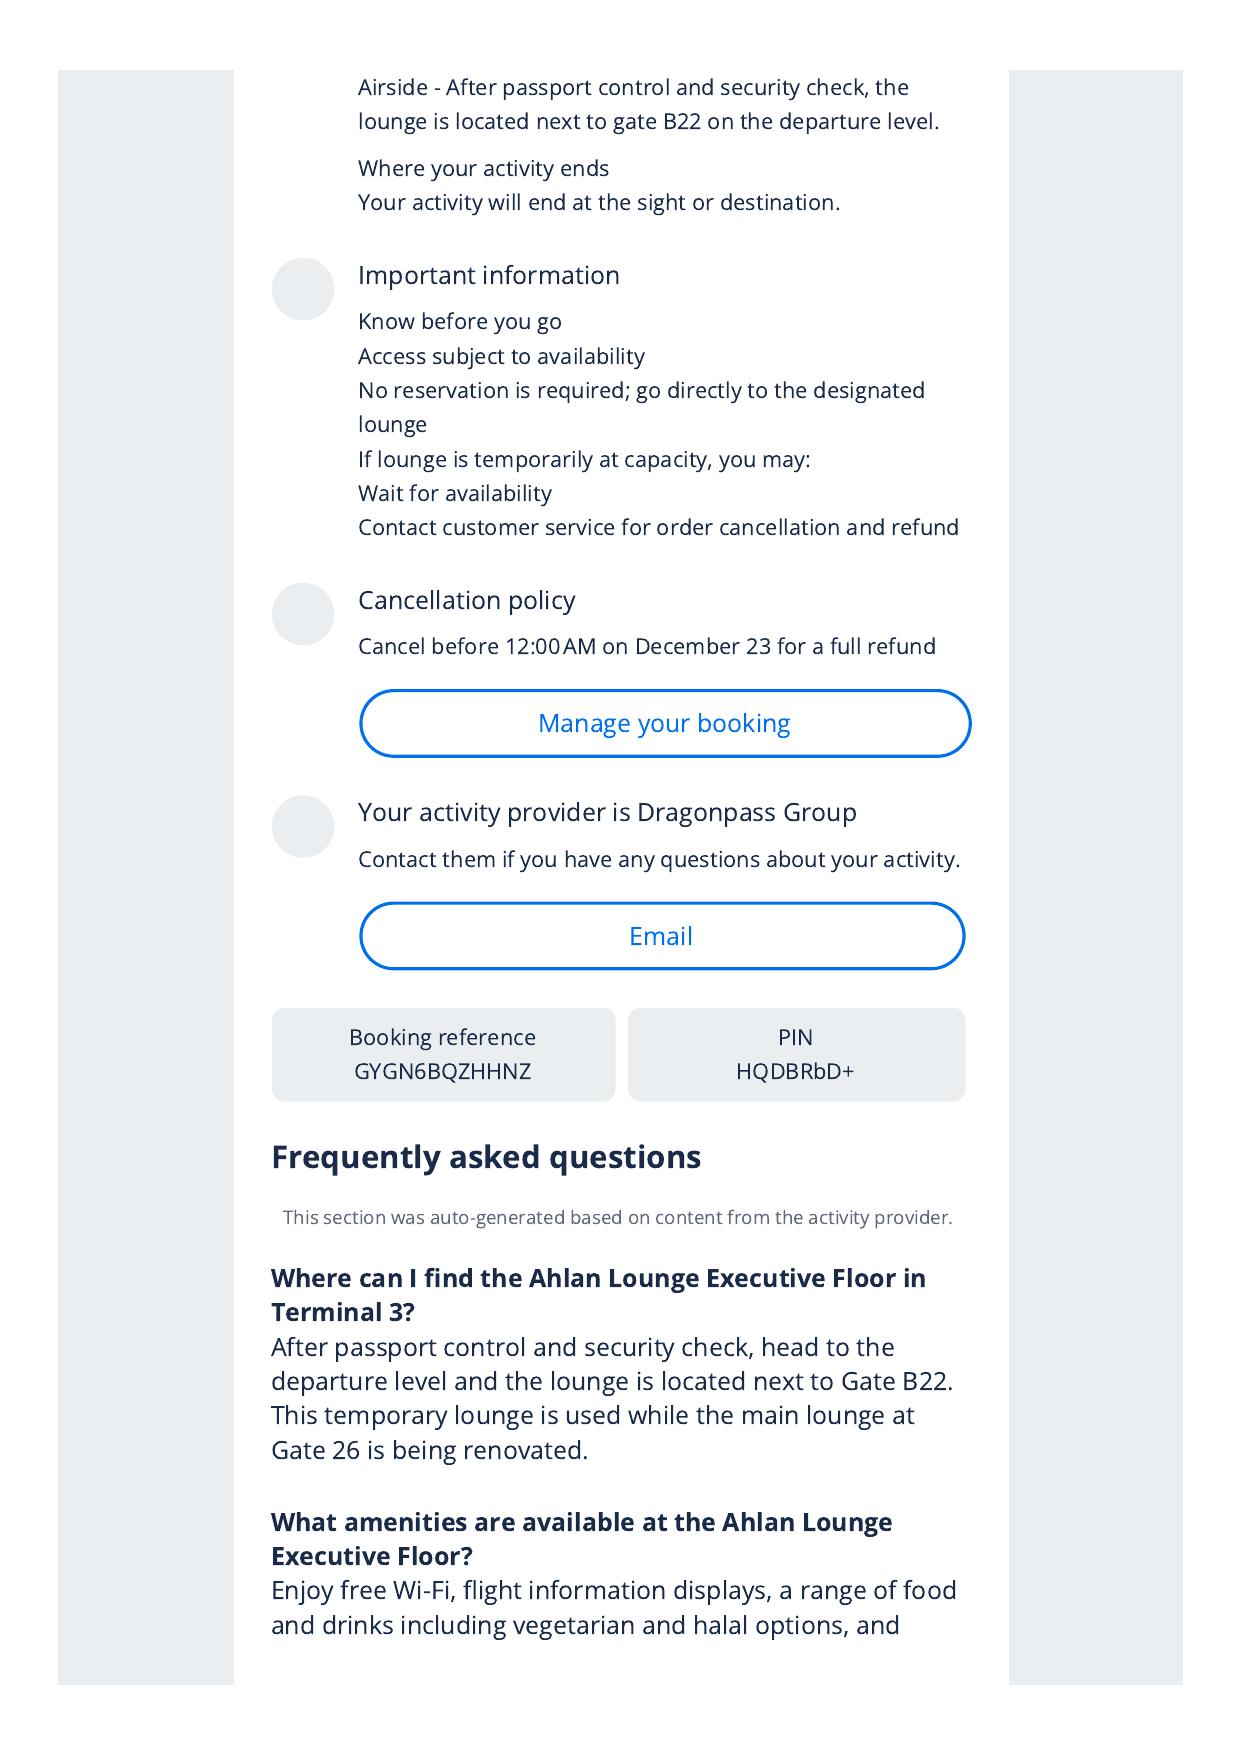 Airside - After passport control and security check, the
lounge is located next to gate B22 on the departure level.
Where your activity ends
Your activity will end at the sight or destination.
Important information
Know before you go
Access subject to availability
No reservation is required; go directly to the designated
lounge
If lounge is temporarily at capacity, you may:
Wait for availability
Contact customer service for order cancellation and refund
Cancellation policy
Cancel before 12:00 AM on December 23 for a full refund
Manage your booking
Your activity provider is Dragonpass Group
Contact them if you have any questions about your activity.
Email
Booking reference
GYGN6BQZHHNZ
PIN
HQDBRbD+
Frequently asked questions
This section was auto-generated based on content from the activity provider.
Where can I find the Ahlan Lounge Executive Floor in
Terminal 3?
After passport control and security check, head to the
departure level and the lounge is located next to Gate B22.
This temporary lounge is used while the main lounge at
Gate 26 is being renovated.
What amenities are available at the Ahlan Lounge
Executive Floor?
Enjoy free Wi-Fi, flight information displays, a range of food
and drinks including vegetarian and halal options, and